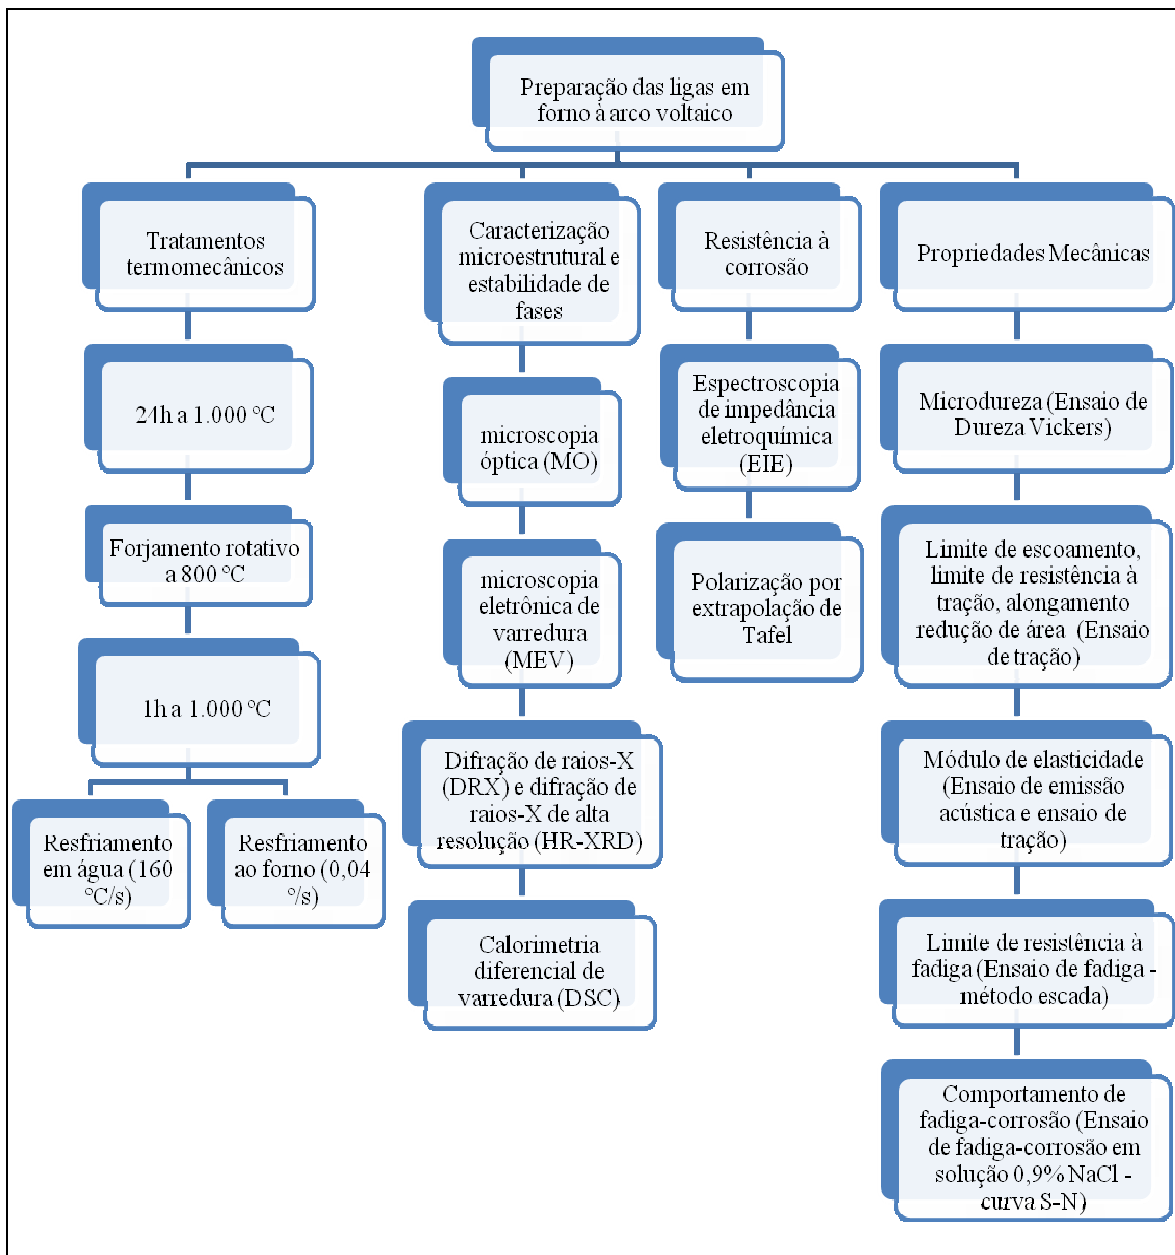 Preparação das ligas em
forno à arco voltaico
Tratamentos
termomecânicos
24h a 1.000 ºC
Forjamento rotativo
a 800 ºC
1h a 1.000 ºC
Resfriamento
em água (160
ºC/s)
Resfriamento
ao forno (0,04
º/s)
Caracterização
microestrutural e
estabilidade de
fases
microscopia
óptica (MO)
microscopia
eletrônica de
varredura
(MEV)
Difração de raios-X
(DRX) e difração de
raios-X de alta
resolução (HR-XRD)
Calorimetria
diferencial de
varredura (DSC)
Resistência à
corrosão
Espectroscopia
de impedância
eletroquímica
(EIE)
Polarização por
extrapolação de
Tafel
Propriedades Mecânicas
Microdureza (Ensaio de
Dureza Vickers)
Limite de escoamento,
limite de resistência à
tração, alongamento
redução de área (Ensaio
de tração)
Módulo de elasticidade
(Ensaio de emissão
acústica e ensaio de
tração)
Limite de resistência à
fadiga (Ensaio de fadiga -
método escada)
Comportamento de
fadiga-corrosão (Ensaio
de fadiga-corrosão em
solução 0,9% NaCl -
curva S-N)